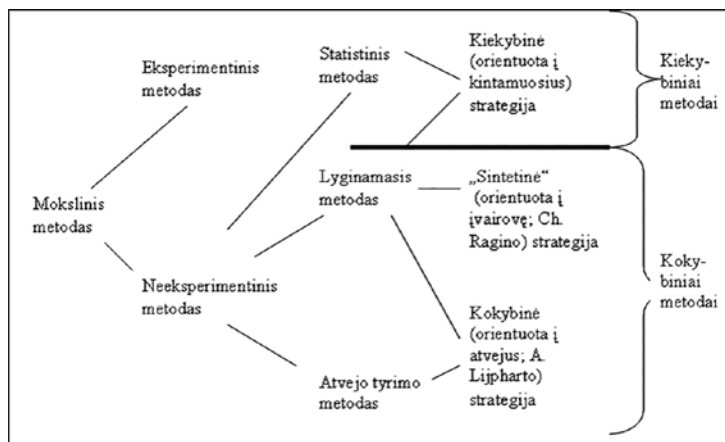 Mokslinis
metodas
Eksperimentinis
metodas
Neeksperimentinis
metodas
Statistinis
metodas
Lyginamasis
metodas
Atvejo tyrimo
metodas
Kiekybinė
(orientuota į
kintamuosius)
strategija
„Sintetinė“
(orientuota į
įvairovę; Ch.
Ragino) strategija
Kokybinė
(orientuota į
atvejus; A.
Lijpharto)
strategija
Kieky-
biniai
metodai
Koky-
biniai
metodai